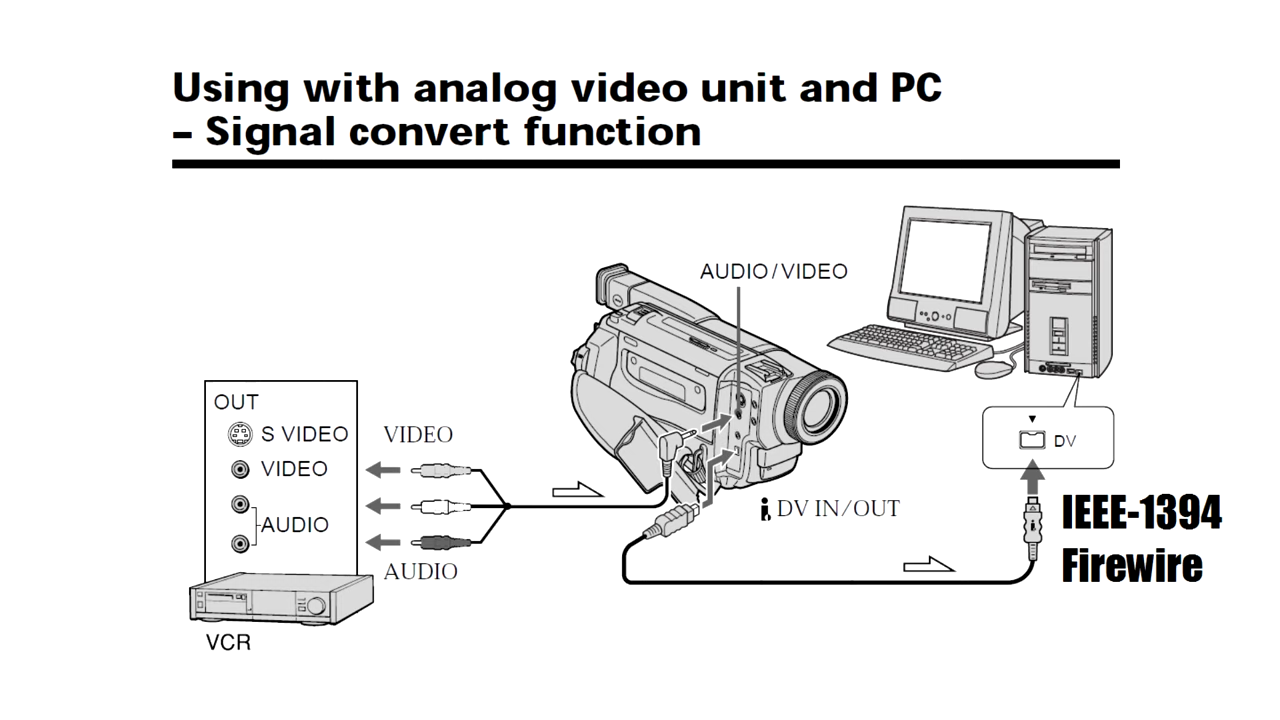 Using with analog video unit and PC
– Signal convert function
AUDIO/VIDEO
OUT
S VIDEO
VIDEO
VIDEO
AUDIO
AUDIO
DV IN/OUT
DV
IEEE-1394
Firewire
VCR